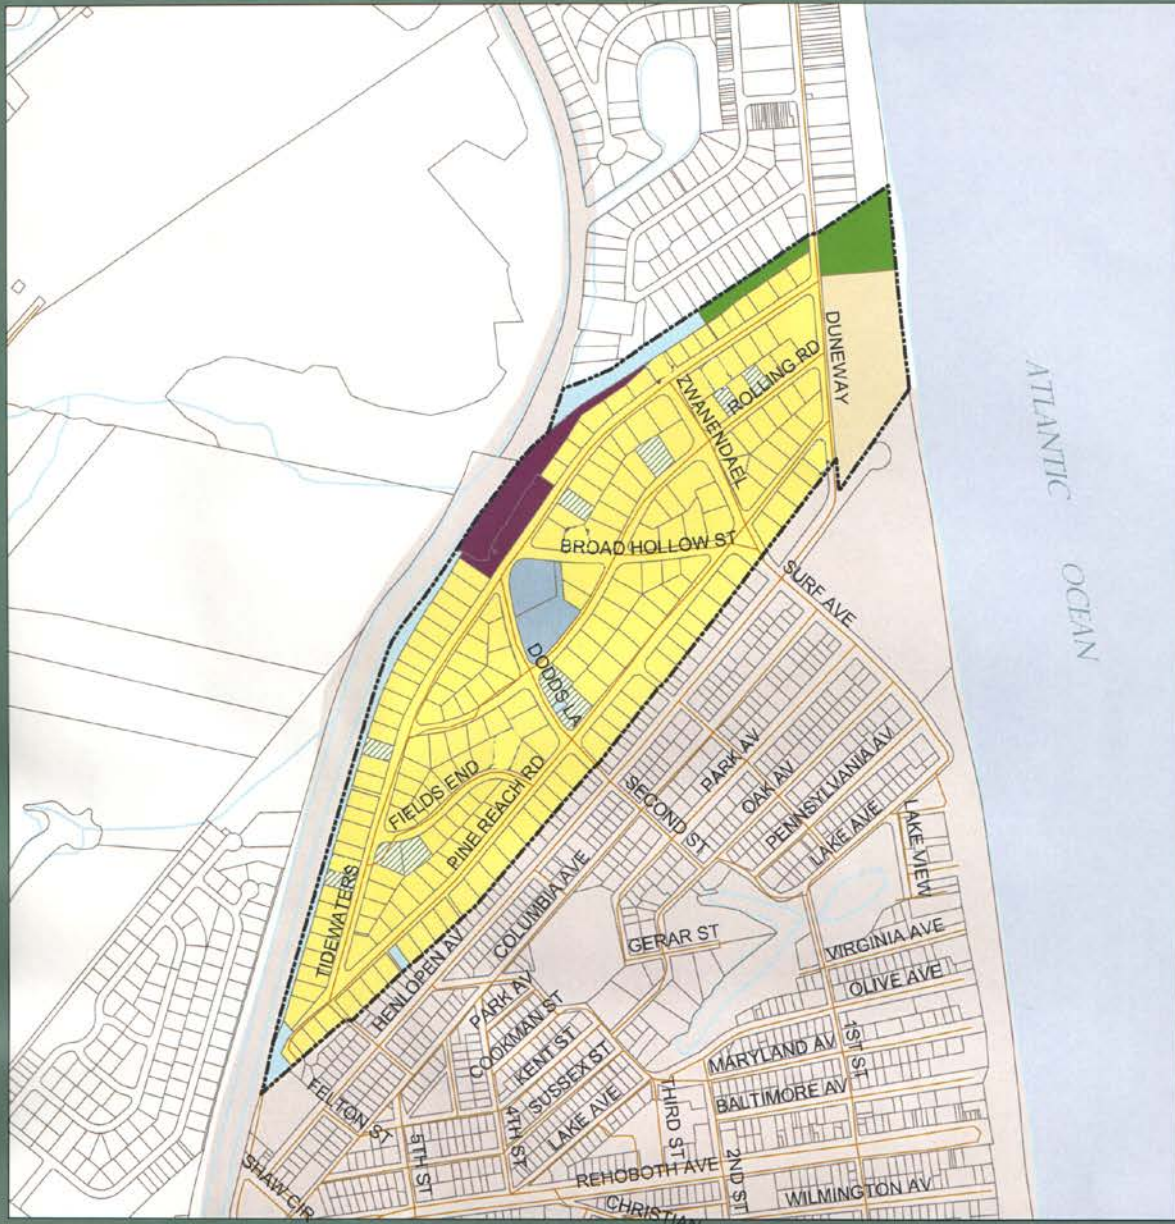 DUNEWAY
ROLLING RD
ZWANENDAEL
ATLANTIC
OCEAN
BROAD HOLLOW ST
SURF AVE
DODDS LA
FIELDS END
PINE REACH RD
SECOND ST
PARK AV
OAK AV
PENNSYLVANIA AV
LAKE AVE
LAKE VIEW
TIDEWATERS
HENLOPEN AV
COLUMBIA AVE
GERAR ST
VIRGINIA AVE
OLIVE AVE
PARK AV
COOKMAN ST
KENT ST
SUSSEX ST
LAKE AVE
MARYLAND AV
1ST ST
BALTIMORE AV
FELTON ST
5TH ST
4TH ST
THIRD ST
2ND ST
REHOBOTH AVE
SHAW CIR
WILMINGTON AV
CHRISTIAN